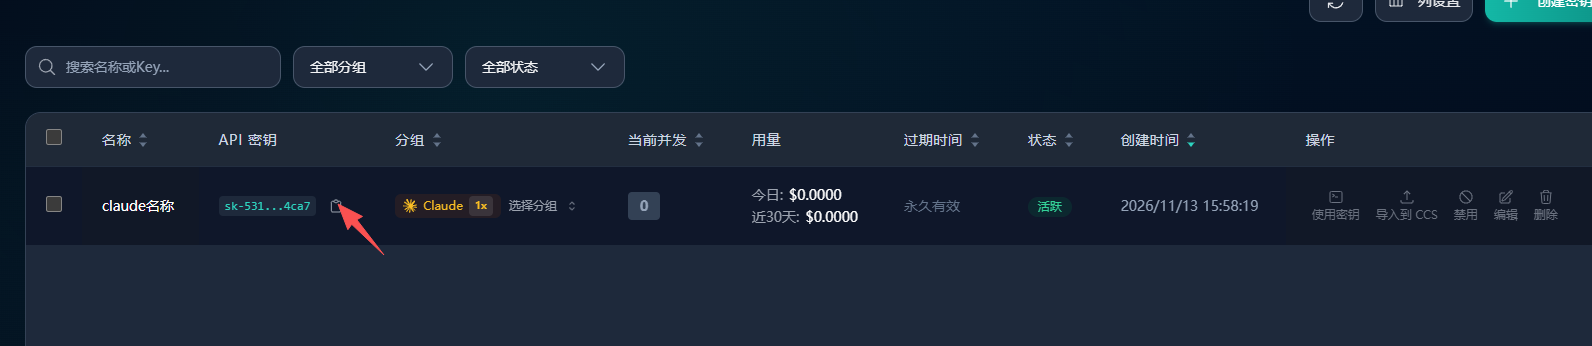 列设置
创建密钥
搜索名称或Key...
全部分组
全部状态
名称 API 密钥 分组 当前并发 用量 过期时间 状态 创建时间 操作
claude名称 sk-531...4ca7 Claude 1x 选择分组 0 今日: $0.0000 永久有效 活跃 2026/11/13 15:58:19
近30天: $0.0000
使用密钥 导入到 CCS 禁用 编辑 删除